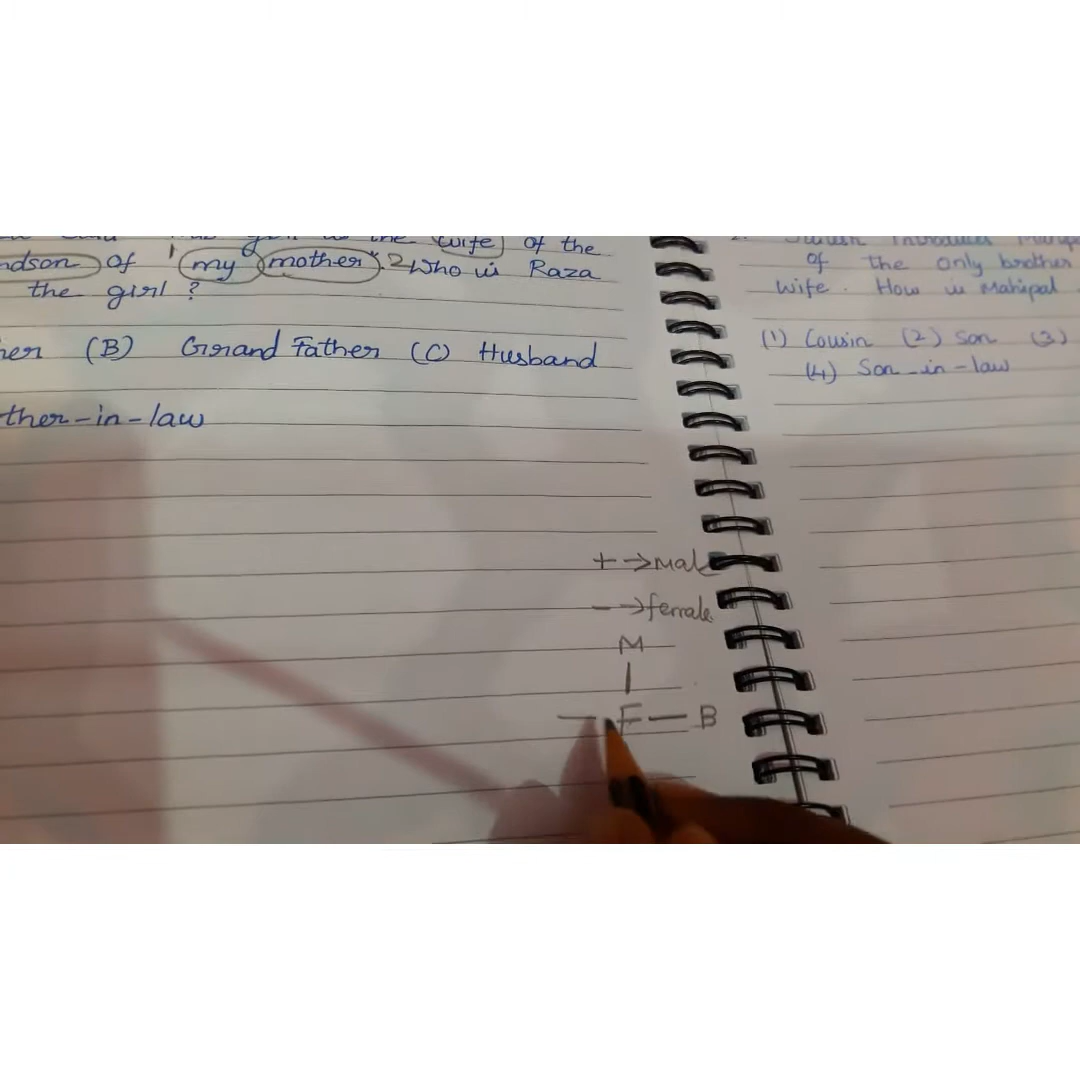 wife of the
ndson of 'my mother". 2 Who is Raza
the girl ?
her (B) Grand Father (C) Husband
ther-in-law
+ → Male
- → female
M
|
— F — B
of the only brother
wife. How is Mahipal
(1) Cousin (2) Son (3)
(4) Son-in-law